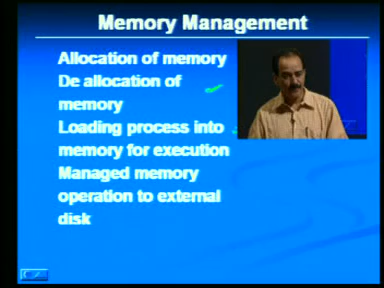 Memory Management
Allocation of memory
De allocation of
memory
Loading process into
memory for execution
Managed memory
operation to external
disk